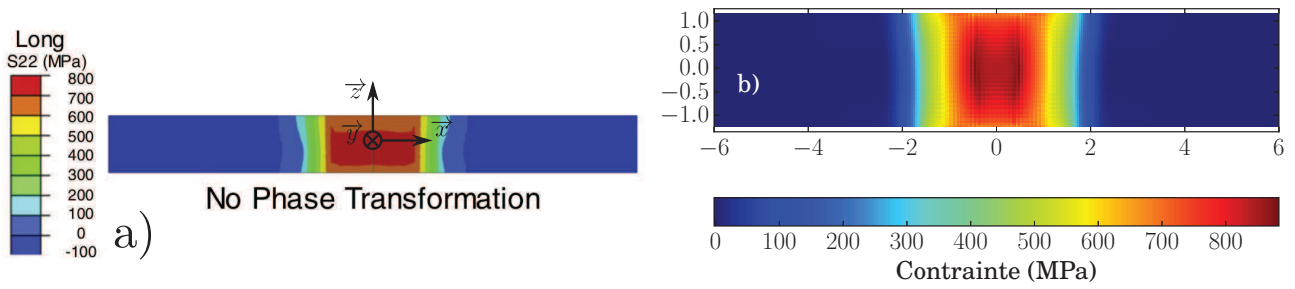 Long
S22 (MPa)
800
700
600
500
400
300
200
100
0
-100
z
y
x
No Phase Transformation
a)
1.0
0.5
0.0
−0.5
−1.0
b)
−6 −4 −2 0 2 4 6
0 100 200 300 400 500 600 700 800
Contrainte (MPa)